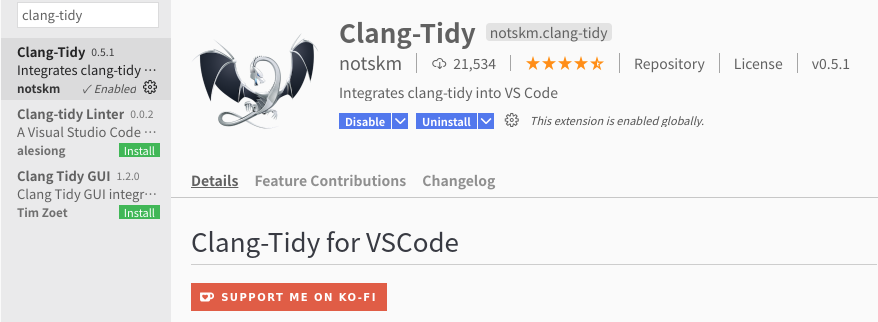 clang-tidy
Clang-Tidy 0.5.1
Integrates clang-tidy ...
notskm ✓ Enabled
Clang-tidy Linter 0.0.2
A Visual Studio Code ...
alesiong Install
Clang Tidy GUI 1.2.0
Clang Tidy GUI integr...
Tim Zoet Install
Clang-Tidy notskm.clang-tidy
notskm 21,534 Repository License v0.5.1
Integrates clang-tidy into VS Code
Disable Uninstall This extension is enabled globally.
Details Feature Contributions Changelog
Clang-Tidy for VSCode
SUPPORT ME ON KO-FI